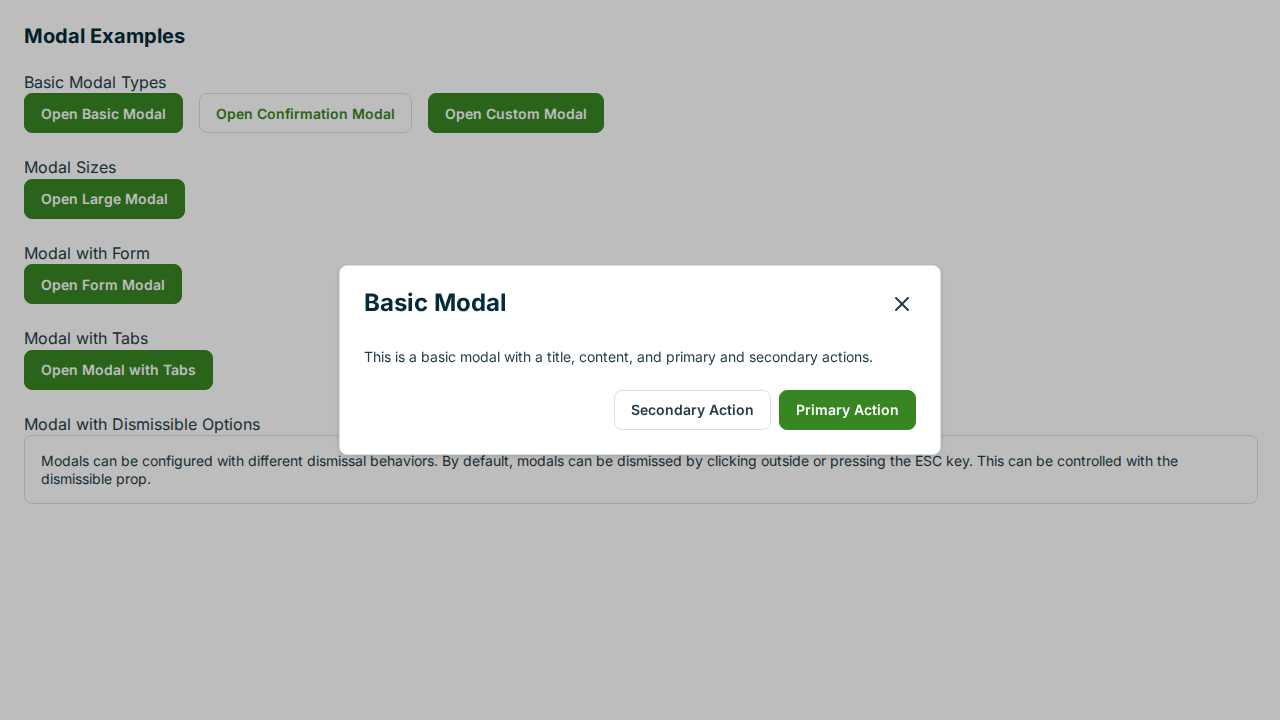 Modal Examples
Basic Modal Types
Open Basic Modal
Open Confirmation Modal
Open Custom Modal
Modal Sizes
Open Large Modal
Modal with Form
Open Form Modal
Modal with Tabs
Open Modal with Tabs
Modal with Dismissible Options
Modals can be configured with different dismissal behaviors. By default, modals can be dismissed by clicking outside or pressing the ESC key. This can be controlled with the
dismissible prop.
Basic Modal
This is a basic modal with a title, content, and primary and secondary actions.
Secondary Action
Primary Action